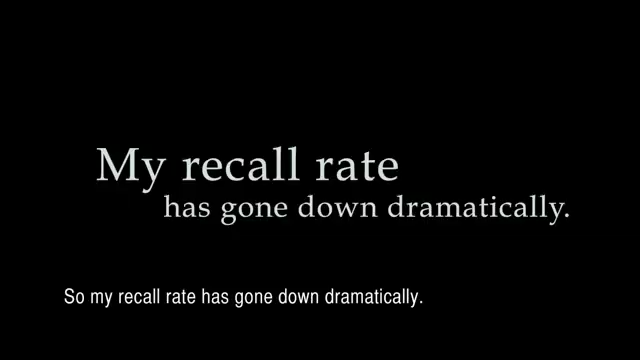 My recall rate
has gone down dramatically.
So my recall rate has gone down dramatically.